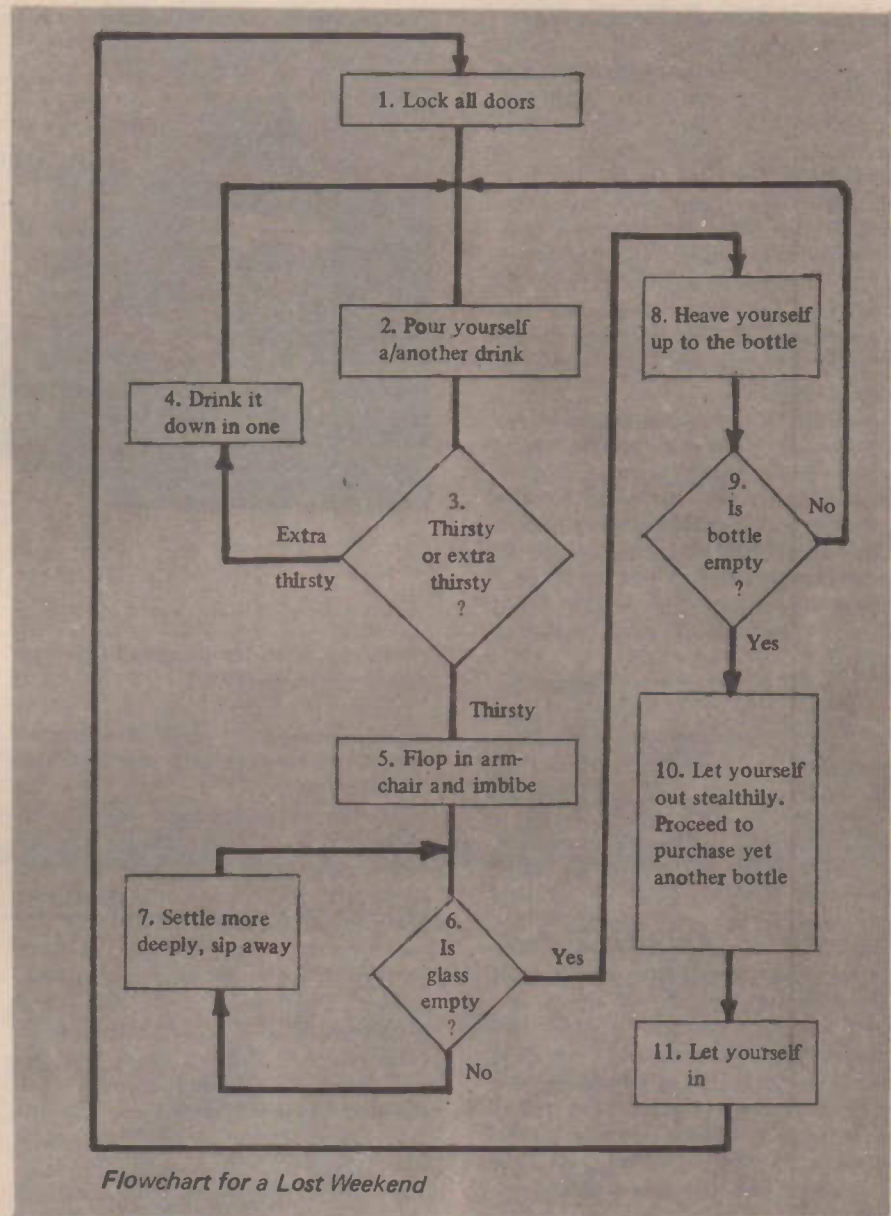 1. Lock all doors
2. Pour yourself
a/another drink
3.
Thirsty
or extra
thirsty
?
Extra
thirsty
4. Drink it
down in one
Thirsty
5. Flop in arm-
chair and imbibe
6.
Is
glass
empty
?
Yes
No
7. Settle more
deeply, sip away
8. Heave yourself
up to the bottle
9.
Is
bottle
empty
?
No
Yes
10. Let yourself
out stealthily.
Proceed to
purchase yet
another bottle
11. Let yourself
in
Flowchart for a Lost Weekend